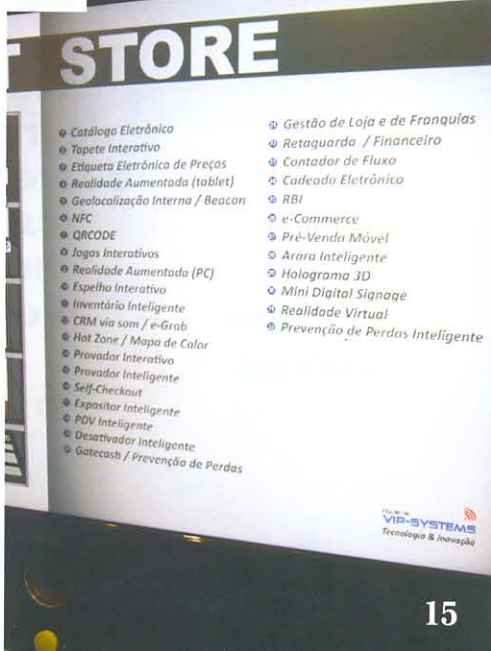 T STORE
Catálogo Eletrônico
Tapete Interativo
Etiqueta Eletrônica de Preços
Realidade Aumentada (tablet)
Geolocalização Interna / Beacon
NFC
QRCODE
Jogos Interativos
Realidade Aumentada (PC)
Espelho Interativo
Inventário Inteligente
CRM via som / e-Grab
Hot Zone / Mapa de Calor
Provador Interativo
Provador Inteligente
Self-Checkout
Expositor Inteligente
PDV Inteligente
Desativador Inteligente
Gatecash / Prevenção de Perdas
Gestão de Loja e de Franquias
Retaguarda / Financeiro
Contador de Fluxo
Cadeado Eletrônico
RBI
e-Commerce
Pré-Venda Móvel
Arara Inteligente
Holograma 3D
Mini Digital Signage
Realidade Virtual
Prevenção de Perdas Inteligente
VIP-SYSTEMS
Tecnologia & inovação
15